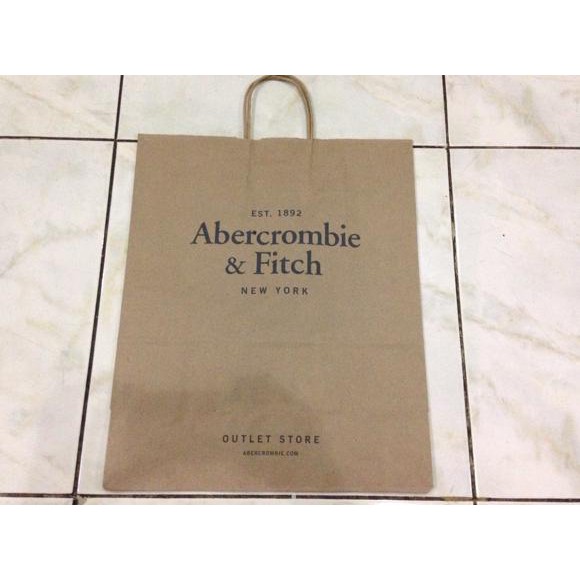 EST. 1892
Abercrombie
& Fitch
NEW YORK
OUTLET STORE
ABERCROMBIE.COM